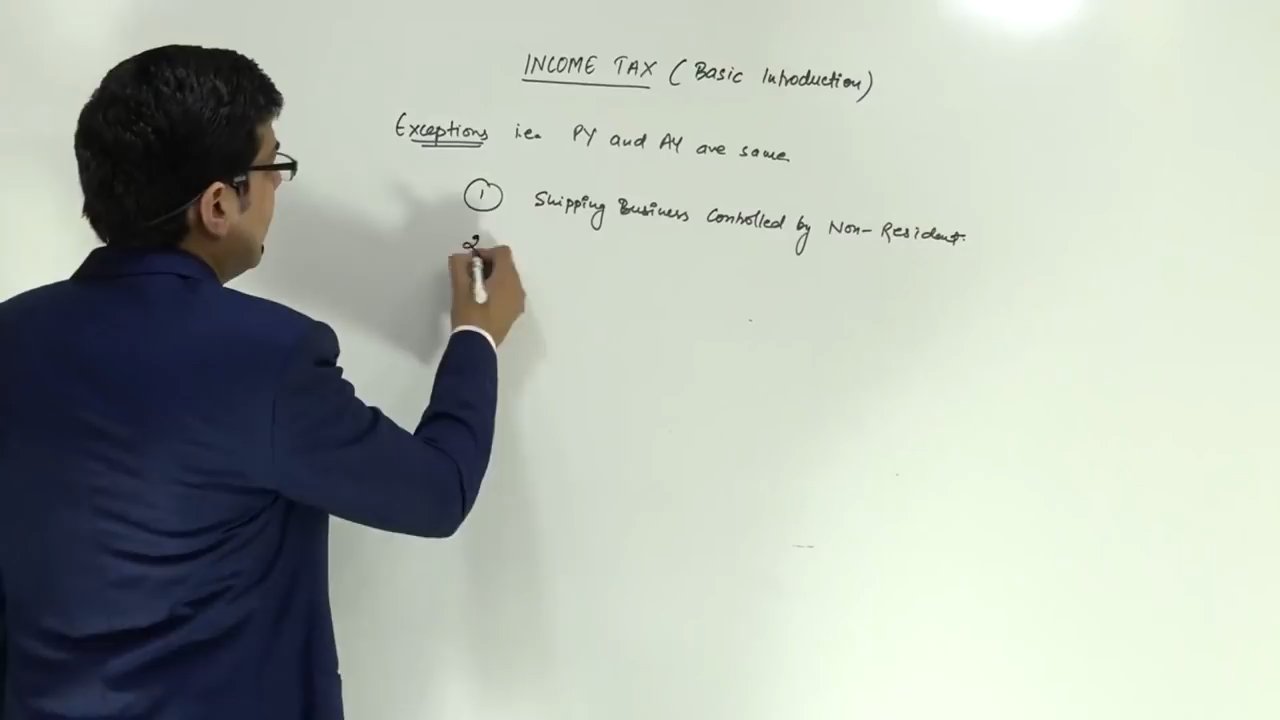 INCOME TAX (Basic Introduction)
Exceptions i.e. PY and AY are same
1 Shipping Business Controlled by Non-Resident.
2